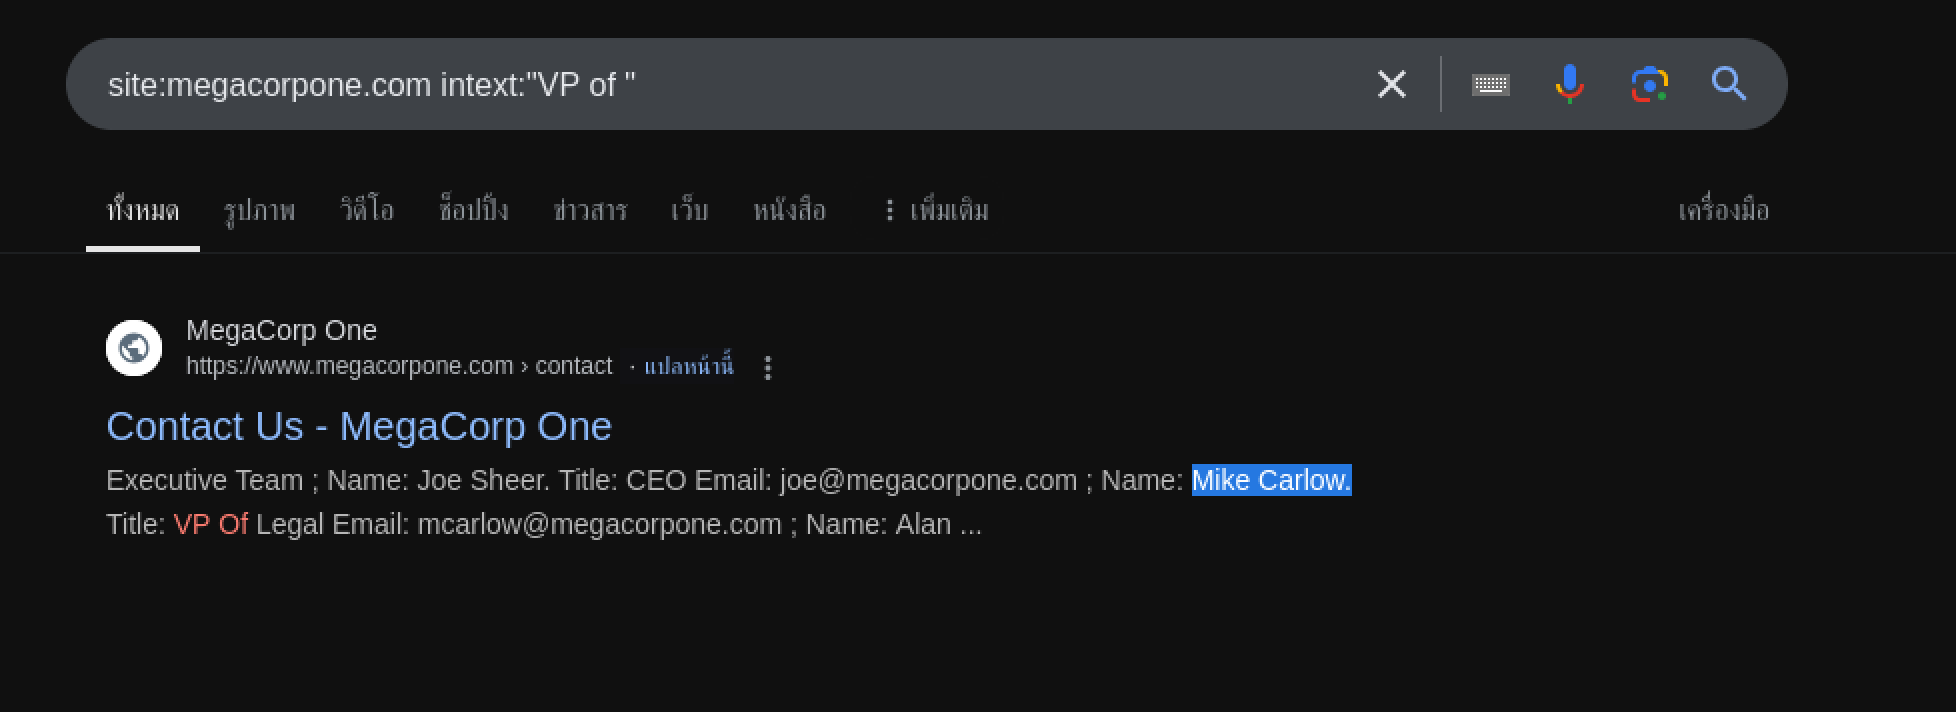 site:megacorpone.com intext:"VP of "
ทั้งหมด รูปภาพ วิดีโอ ช็อปปิ้ง ข่าวสาร เว็บ หนังสือ เพิ่มเติม เครื่องมือ
MegaCorp One
https://www.megacorpone.com › contact · แปลหน้านี้
Contact Us - MegaCorp One
Executive Team ; Name: Joe Sheer. Title: CEO Email: joe@megacorpone.com ; Name: Mike Carlow.
Title: VP Of Legal Email: mcarlow@megacorpone.com ; Name: Alan ...